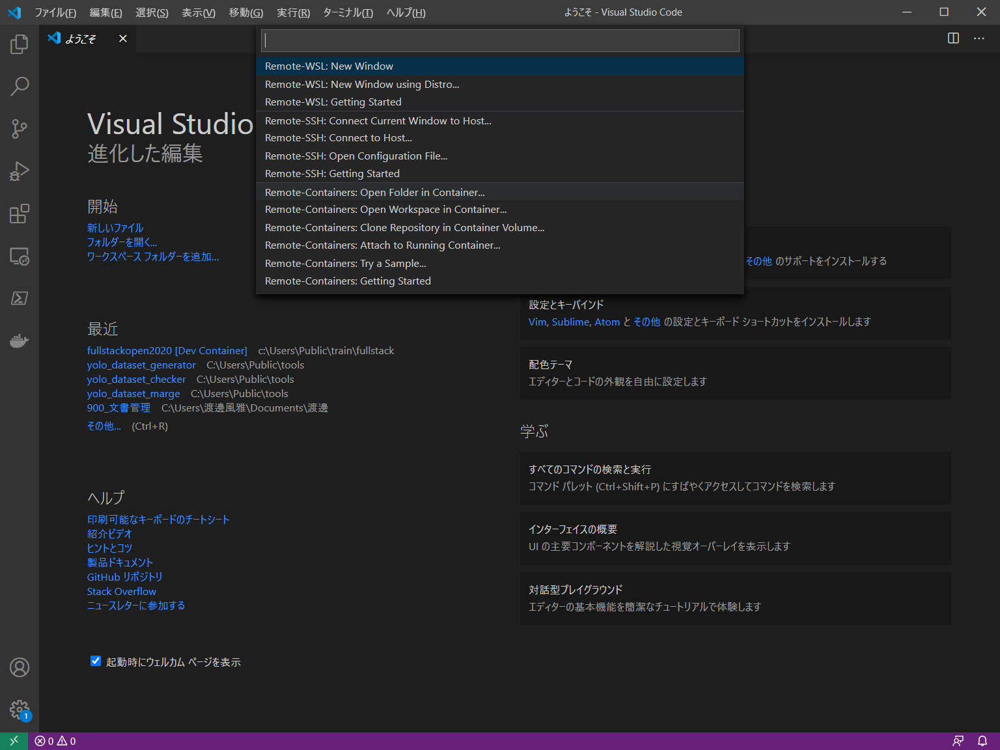 ファイル(F) 編集(E) 選択(S) 表示(V) 移動(G) 実行(R) ターミナル(T) ヘルプ(H) ようこそ - Visual Studio Code
ようこそ
Remote-WSL: New Window
Remote-WSL: New Window using Distro...
Remote-WSL: Getting Started
Remote-SSH: Connect Current Window to Host...
Remote-SSH: Connect to Host...
Remote-SSH: Open Configuration File...
Remote-SSH: Getting Started
Remote-Containers: Open Folder in Container...
Remote-Containers: Open Workspace in Container...
Remote-Containers: Clone Repository in Container Volume...
Remote-Containers: Attach to Running Container...
Remote-Containers: Try a Sample...
Remote-Containers: Getting Started
Visual Studio
進化した編集
開始
新しいファイル
フォルダーを開く...
ワークスペース フォルダーを追加...
最近
fullstackopen2020 [Dev Container] c:\Users\Public\train\fullstack
yolo_dataset_generator C:\Users\Public\tools
yolo_dataset_checker C:\Users\Public\tools
yolo_dataset_marge C:\Users\Public\tools
900_文書管理 C:\Users\渡邊風雅\Documents\渡邊
その他... (Ctrl+R)
ヘルプ
印刷可能なキーボードのチートシート
紹介ビデオ
ヒントとコツ
製品ドキュメント
GitHub リポジトリ
Stack Overflow
ニュースレターに参加する
起動時にウェルカム ページを表示
その他 のサポートをインストールする
設定とキーバインド
Vim, Sublime, Atom と その他 の設定とキーボード ショートカットをインストールします
配色テーマ
エディターとコードの外観を自由に設定します
学ぶ
すべてのコマンドの検索と実行
コマンド パレット (Ctrl+Shift+P) にすばやくアクセスしてコマンドを検索します
インターフェイスの概要
UI の主要コンポーネントを解説した視覚オーバーレイを表示します
対話型プレイグラウンド
エディターの基本機能を簡潔なチュートリアルで体験します
1
0 0